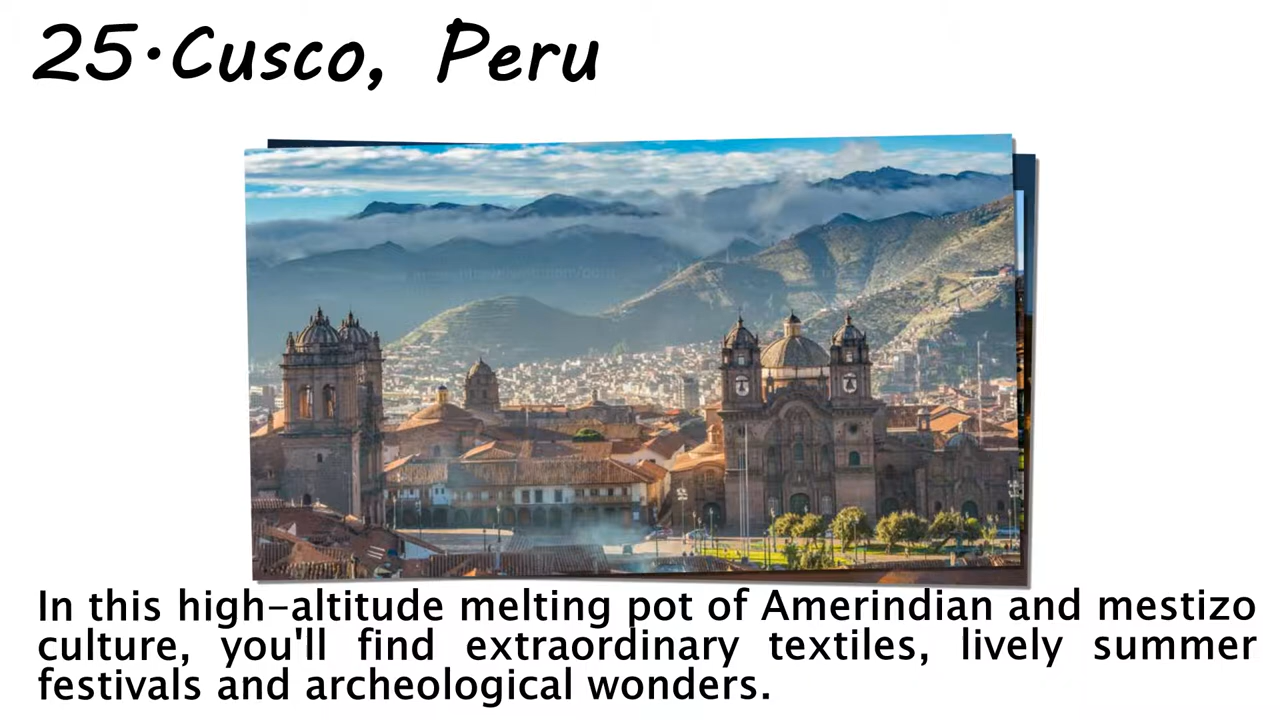 25·Cusco, Peru
In this high-altitude melting pot of Amerindian and mestizo
culture, you'll find extraordinary textiles, lively summer
festivals and archeological wonders.